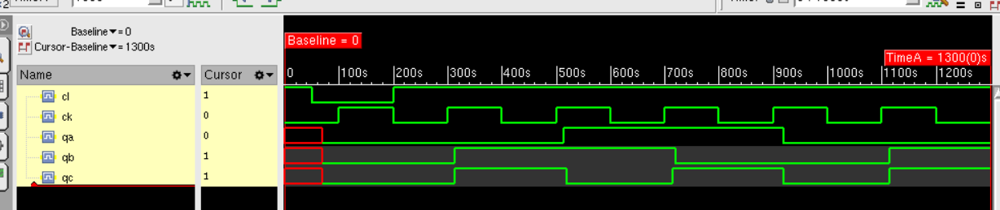 Baseline▼= 0
Cursor-Baseline▼= 1300s
Baseline = 0
TimeA = 1300(0)s
Name
Cursor
0
100s
200s
300s
400s
500s
600s
700s
800s
900s
1000s
1100s
1200s
cl 1
ck 0
qa 0
qb 1
qc 1